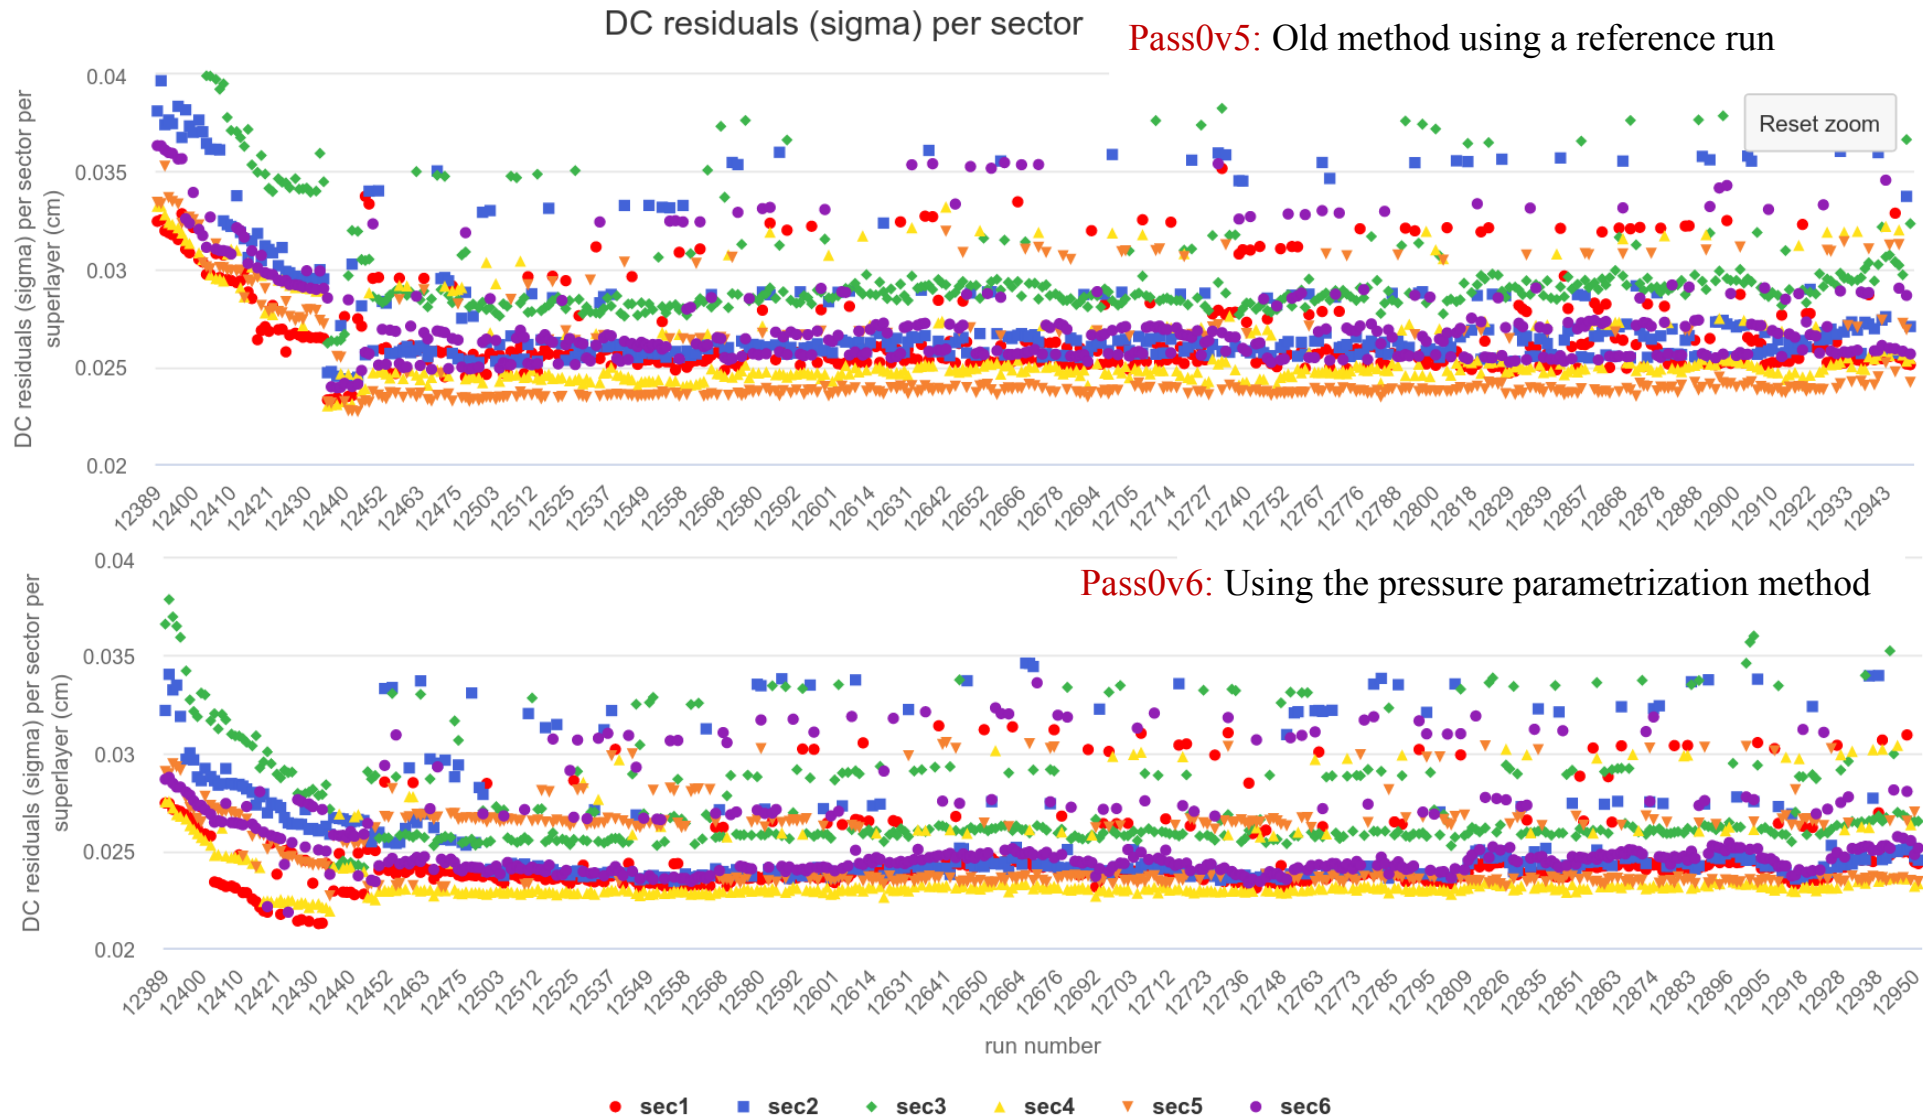 DC residuals (sigma) per sector
Pass0v5: Old method using a reference run
Reset zoom
DC residuals (sigma) per sector per
superlayer (cm)
0.04
0.035
0.03
0.025
0.02
12389 12400 12410 12421 12430 12440 12452 12463 12475 12503 12512 12525 12537 12549 12558 12568 12580 12592 12601 12614 12631 12642 12652 12666 12678 12694 12705 12714 12727 12740 12752 12767 12776 12788 12800 12818 12829 12839 12857 12868 12878 12888 12900 12910 12922 12933 12943
Pass0v6: Using the pressure parametrization method
DC residuals (sigma) per sector per
superlayer (cm)
0.04
0.035
0.03
0.025
0.02
12389 12400 12410 12421 12430 12440 12452 12463 12475 12503 12512 12525 12537 12549 12558 12568 12580 12592 12601 12614 12631 12641 12650 12664 12676 12692 12703 12712 12723 12736 12748 12763 12773 12785 12795 12809 12826 12835 12851 12863 12874 12883 12896 12905 12918 12928 12938 12950
run number
sec1 sec2 sec3 sec4 sec5 sec6